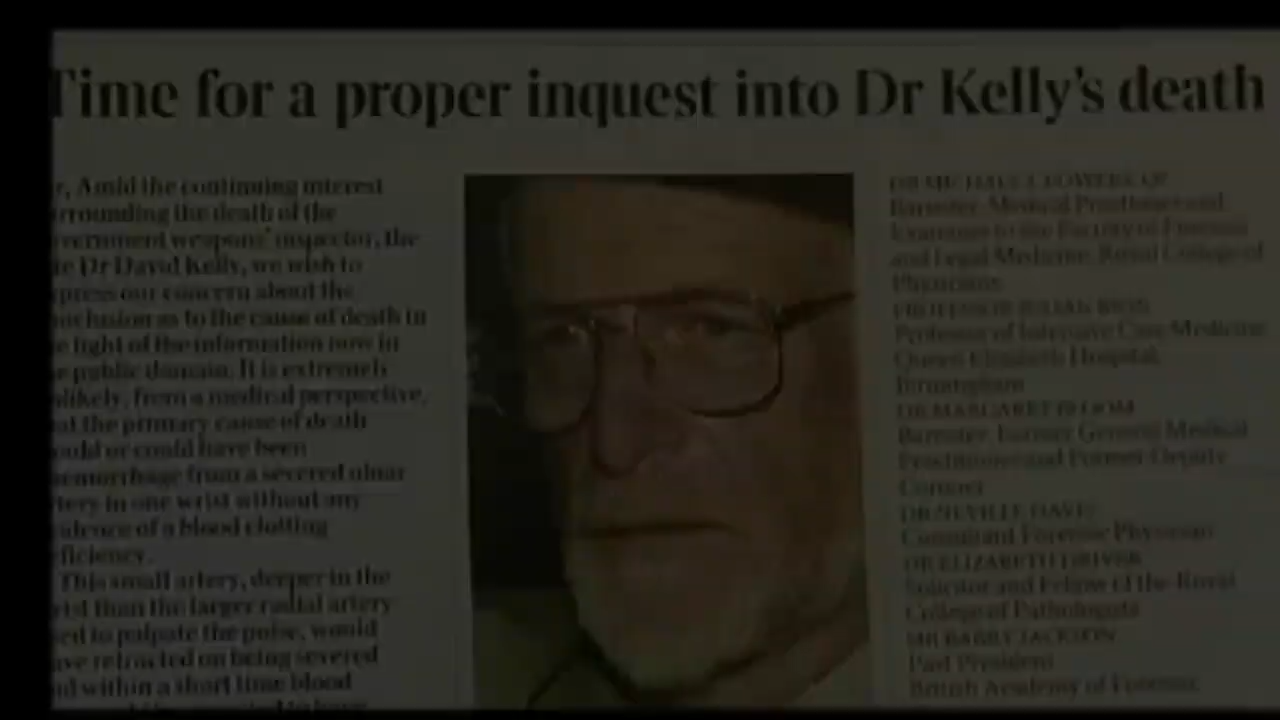 Time for a proper inquest into Dr Kelly's death
r, Amid the continuing interest
rrounding the death of the
vernment weapons' inspector, the
te Dr David Kelly, we wish to
press our concern about the
nclusion as to the cause of death in
e light of the information now in
e public domain. It is extremely
nlikely, from a medical perspective,
at the primary cause of death
ould or could have been
aemorrhage from a severed ulnar
tery in one wrist without any
vidence of a blood clotting
eficiency.
This small artery, deeper in the
rist than the larger radial artery
sed to palpate the pulse, would
ave retracted on being severed
nd within a short time blood
to have
DR MICHAEL J. POWERS QC
Barrister, Medical Practitioner and
Examiner to the Faculty of Forensic
and Legal Medicine, Royal College of
Physicians
PROFESSOR JULIAN BION
Professor of Intensive Care Medicine
Queen Elizabeth Hospital,
Birmingham
DR MARGARET BLOOM
Barrister, Former General Medical
Practitioner and Former Deputy
Coroner
DR NEVILLE DAVIS
Consultant Forensic Physician
DR ELIZABETH DRIVER
Solicitor and Fellow of the Royal
College of Pathologists
MR BARRY JACKSON
Past President
British Academy of Forensic